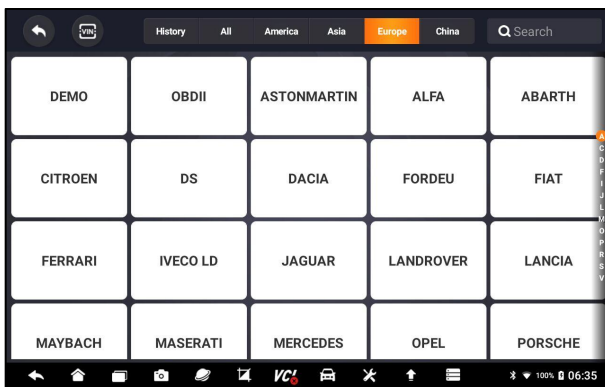 VIN
History All America Asia Europe China Search
DEMO OBDII ASTONMARTIN ALFA ABARTH
CITROEN DS DACIA FORDEU FIAT
FERRARI IVECO LD JAGUAR LANDROVER LANCIA
MAYBACH MASERATI MERCEDES OPEL PORSCHE
A
C
D
F
I
J
L
M
O
P
R
S
V
VCI 100% 06:35